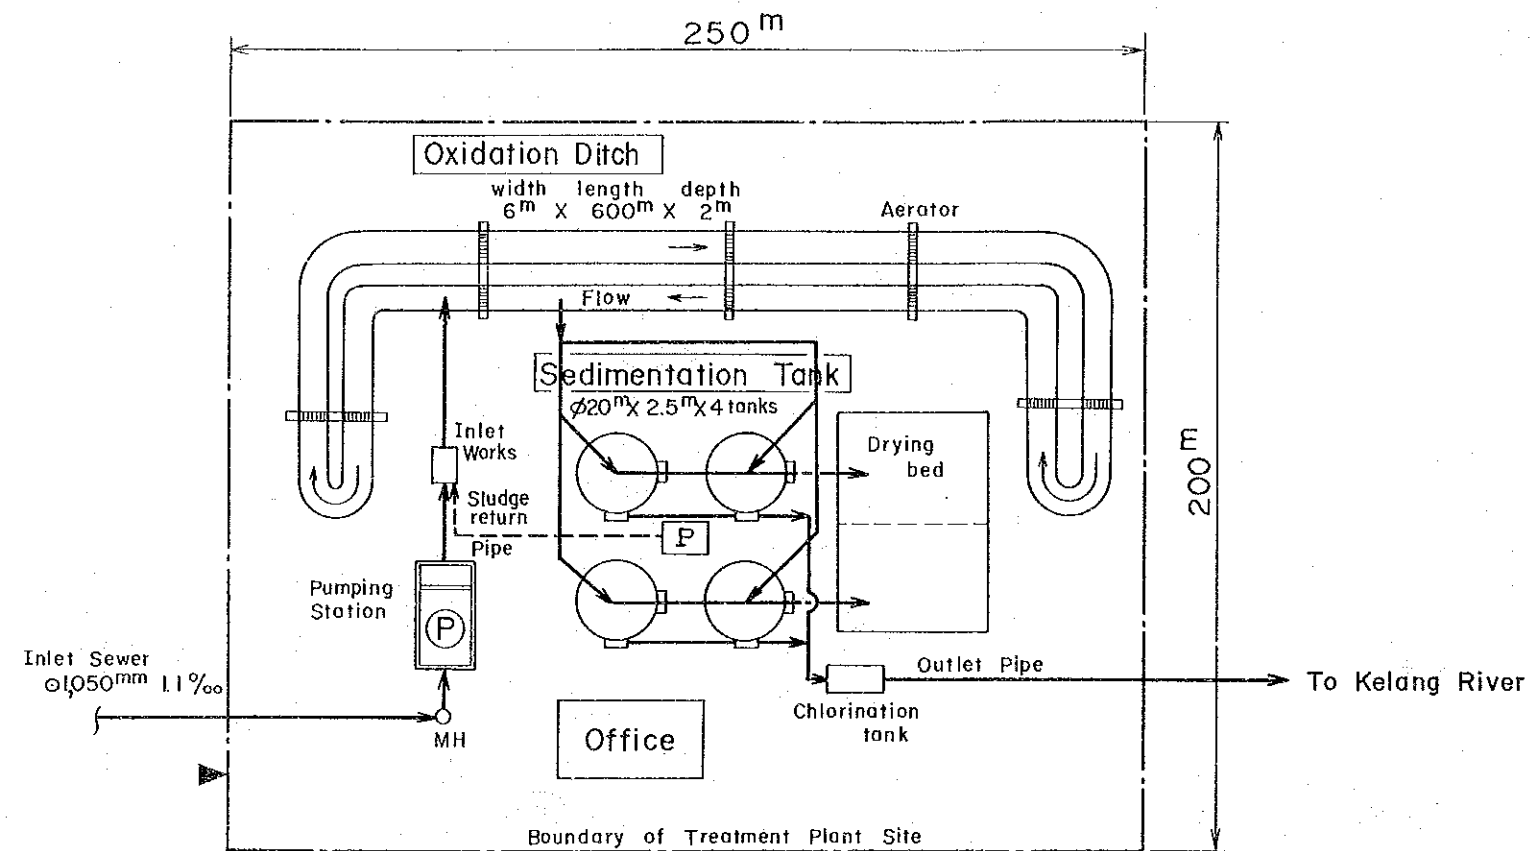 250m
Oxidation Ditch
width length depth
6m X 600m X 2m
Aerator
Flow
Sedimentation Tank
φ20m X 2.5m X 4 tanks
Inlet
Works
Drying
bed
200m
Sludge
return
Pipe
P
Pumping
Station
P
Inlet Sewer
⊙1,050mm 1.1‰
Outlet Pipe
To Kelang River
Chlorination
tank
MH
Office
Boundary of Treatment Plant Site